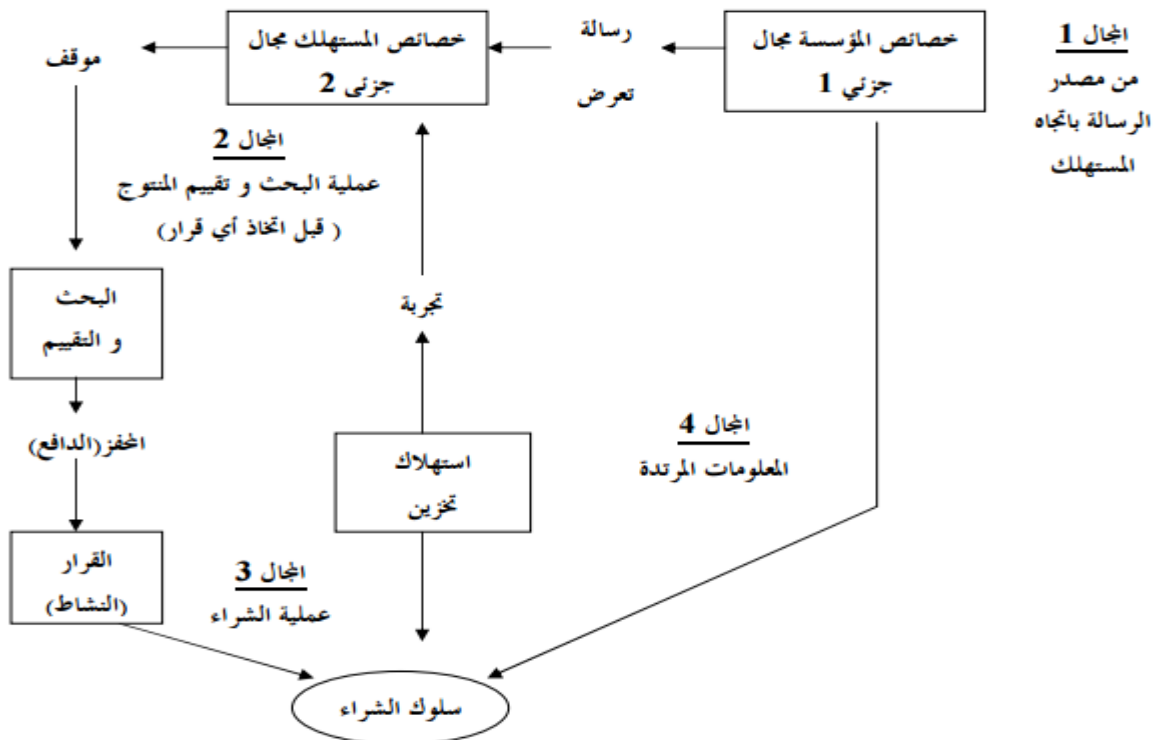 المجال 1
من مصدر
الرسالة باتجاه
المستهلك
خصائص المؤسسة مجال
جزئي 1
رسالة
تعرض
خصائص المستهلك مجال
جزئى 2
موقف
المجال 2
عملية البحث و تقييم المنتوج
( قبل اتخاذ أي قرار)
البحث
و التقييم
تجربة
المحفز(الدافع)
المجال 4
المعلومات المرتدة
استهلاك
تخزين
القرار
(النشاط)
المجال 3
عملية الشراء
سلوك الشراء